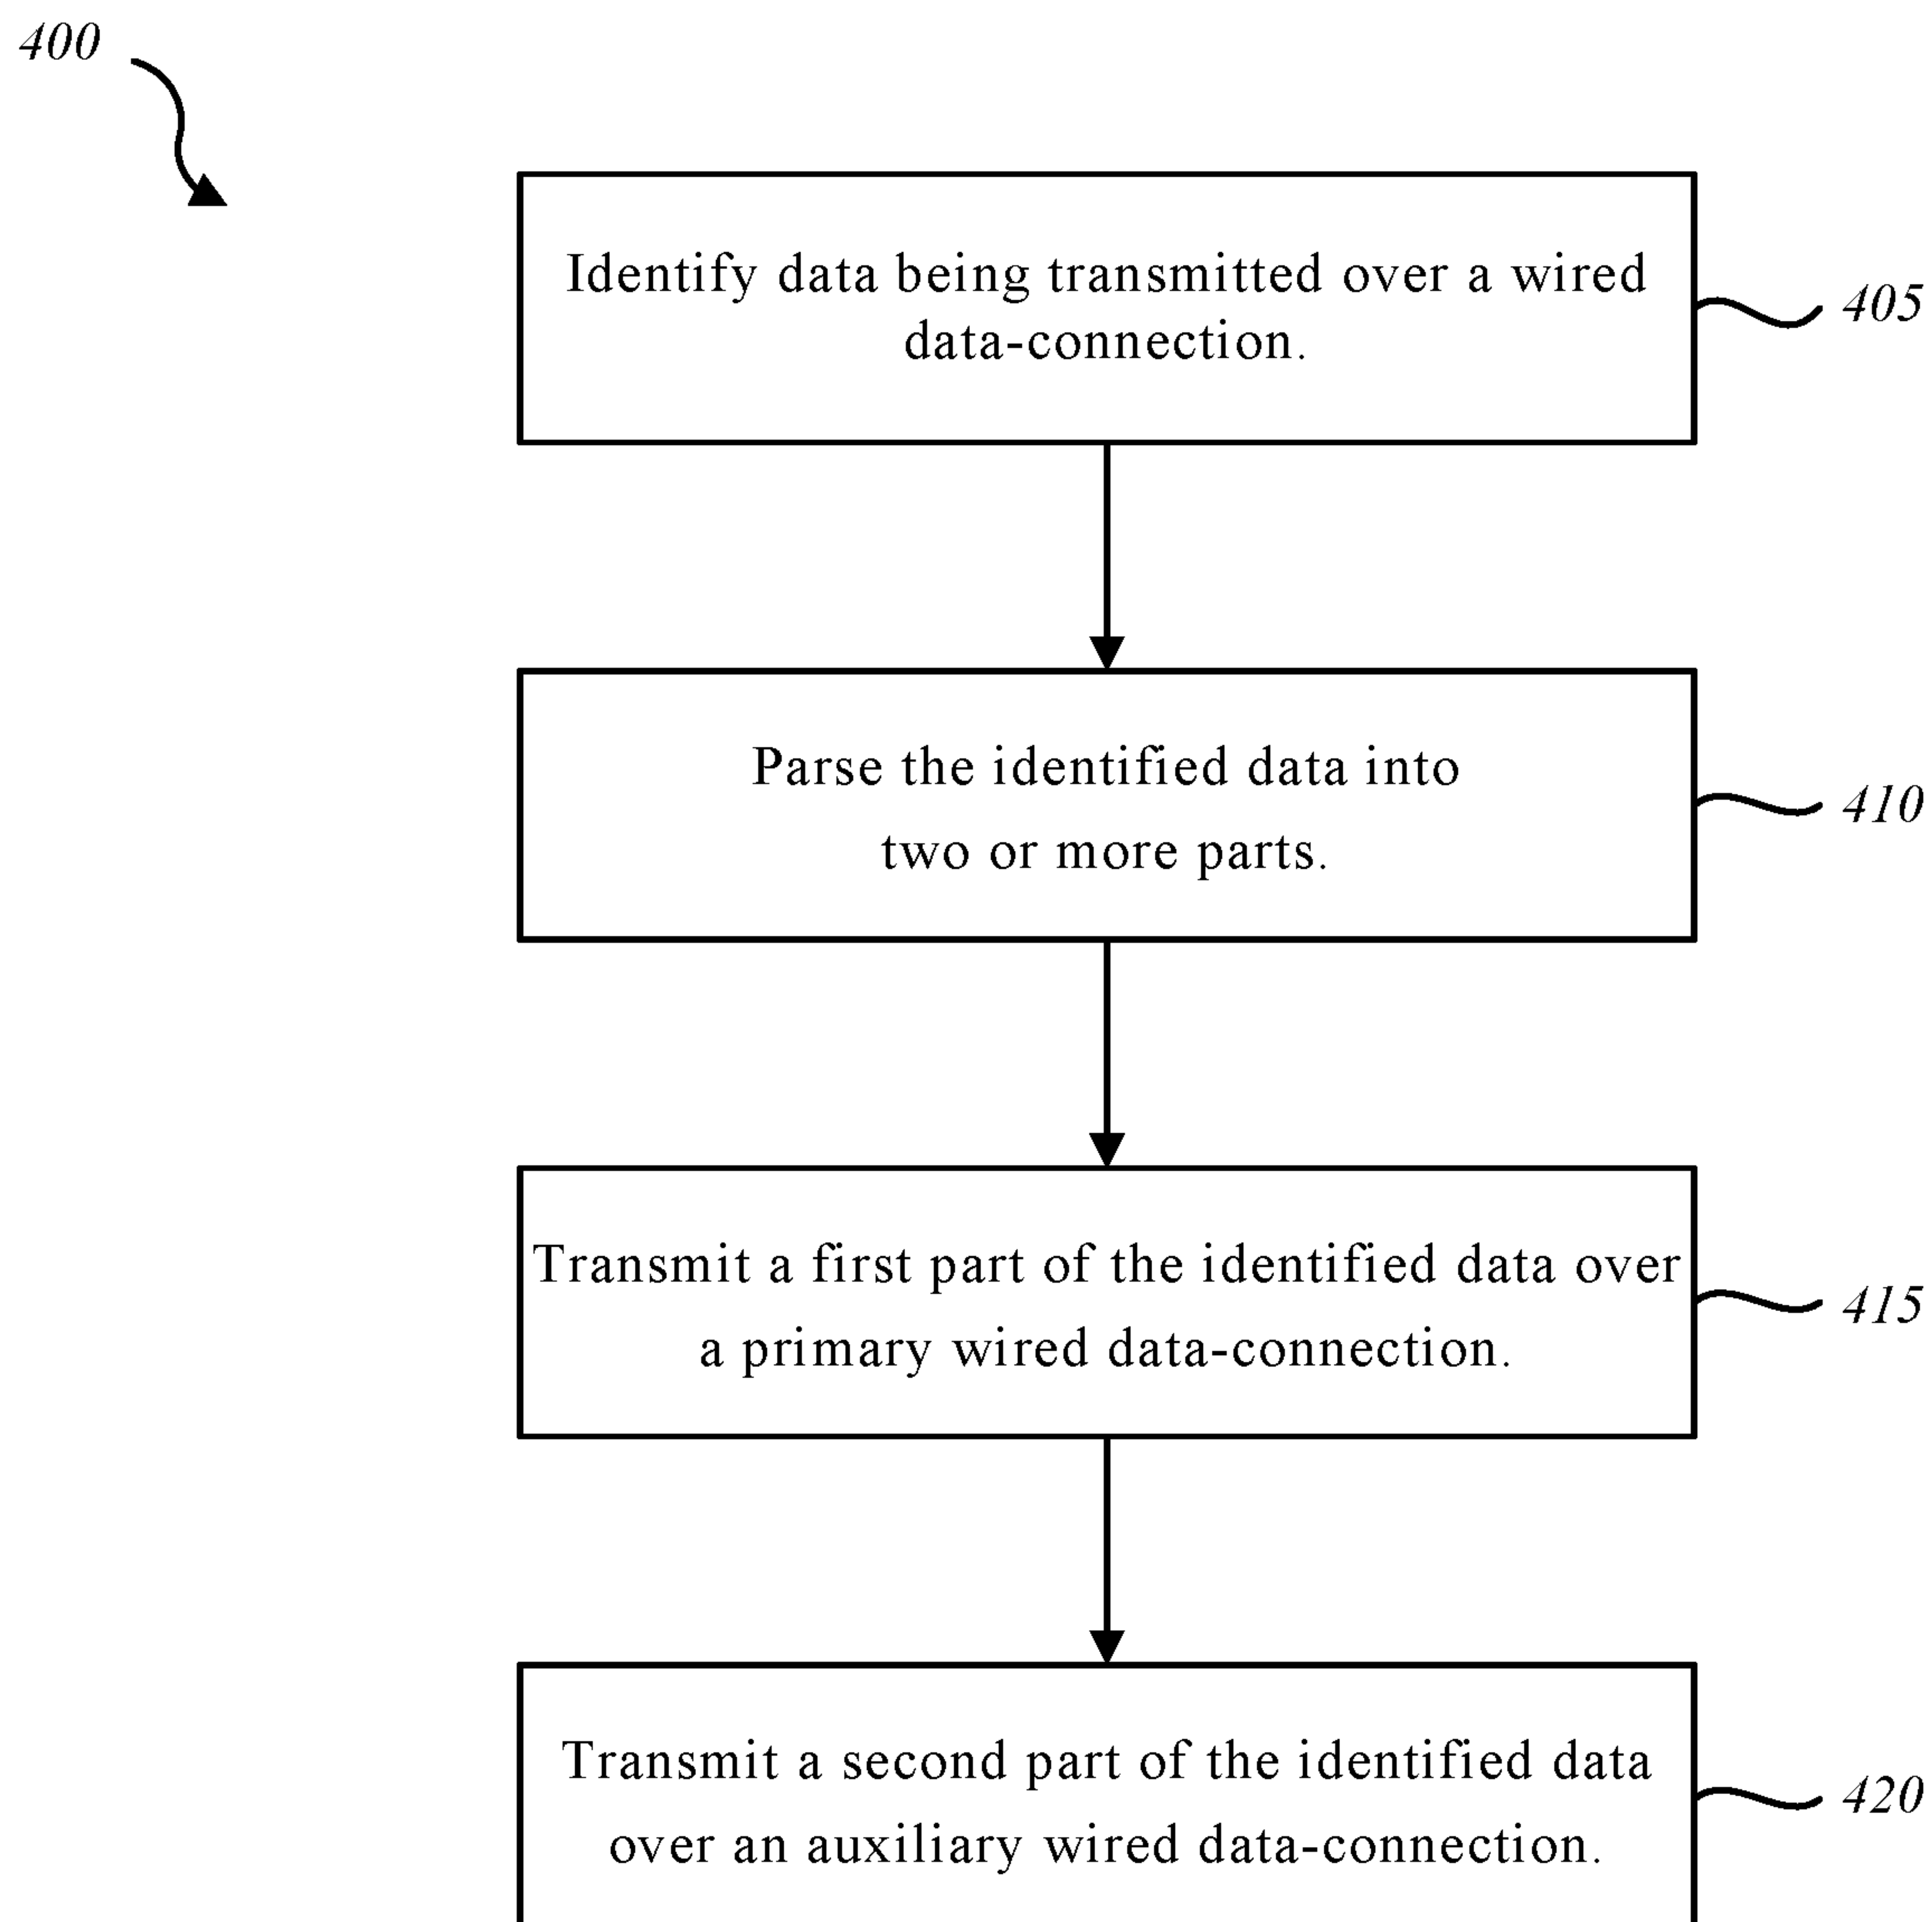 400
Identify data being transmitted over a wired
data-connection.
405
Parse the identified data into
two or more parts.
410
Transmit a first part of the identified data over
a primary wired data-connection.
415
Transmit a second part of the identified data
over an auxiliary wired data-connection.
420